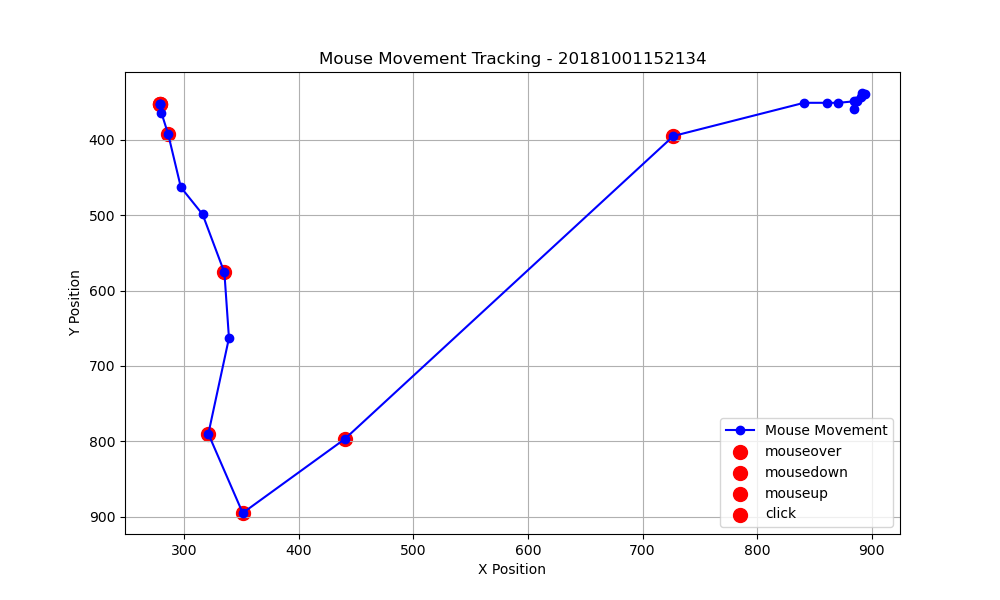 Mouse Movement Tracking - 20181001152134
Y Position
400
500
600
700
800
900
Mouse Movement
mouseover
mousedown
mouseup
click
300 400 500 600 700 800 900
X Position